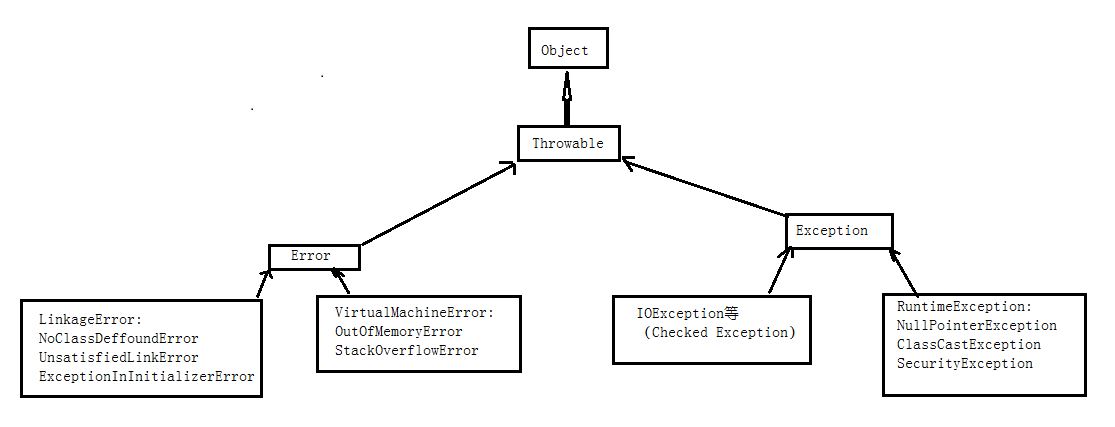 Object
Throwable
Error
Exception
LinkageError:
NoClassDeffoundError
UnsatisfiedLinkError
ExceptionInInitializerError
VirtualMachineError:
OutOfMemoryError
StackOverflowError
IOException等
(Checked Exception)
RuntimeException:
NullPointerException
ClassCastException
SecurityException